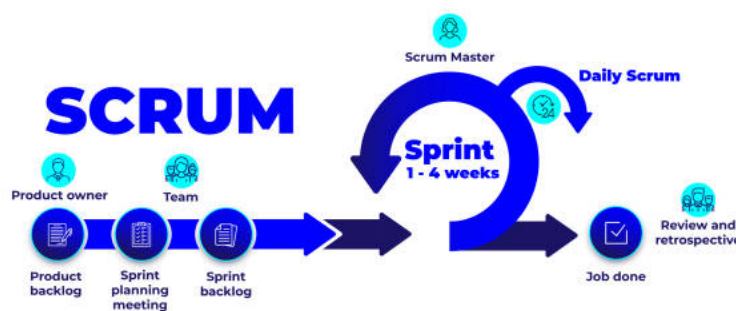 SCRUM
Scrum Master
Daily Scrum
24
Sprint
1 - 4 weeks
Product owner
Team
Product
backlog
Sprint
planning
meeting
Sprint
backlog
Job done
Review and
retrospective